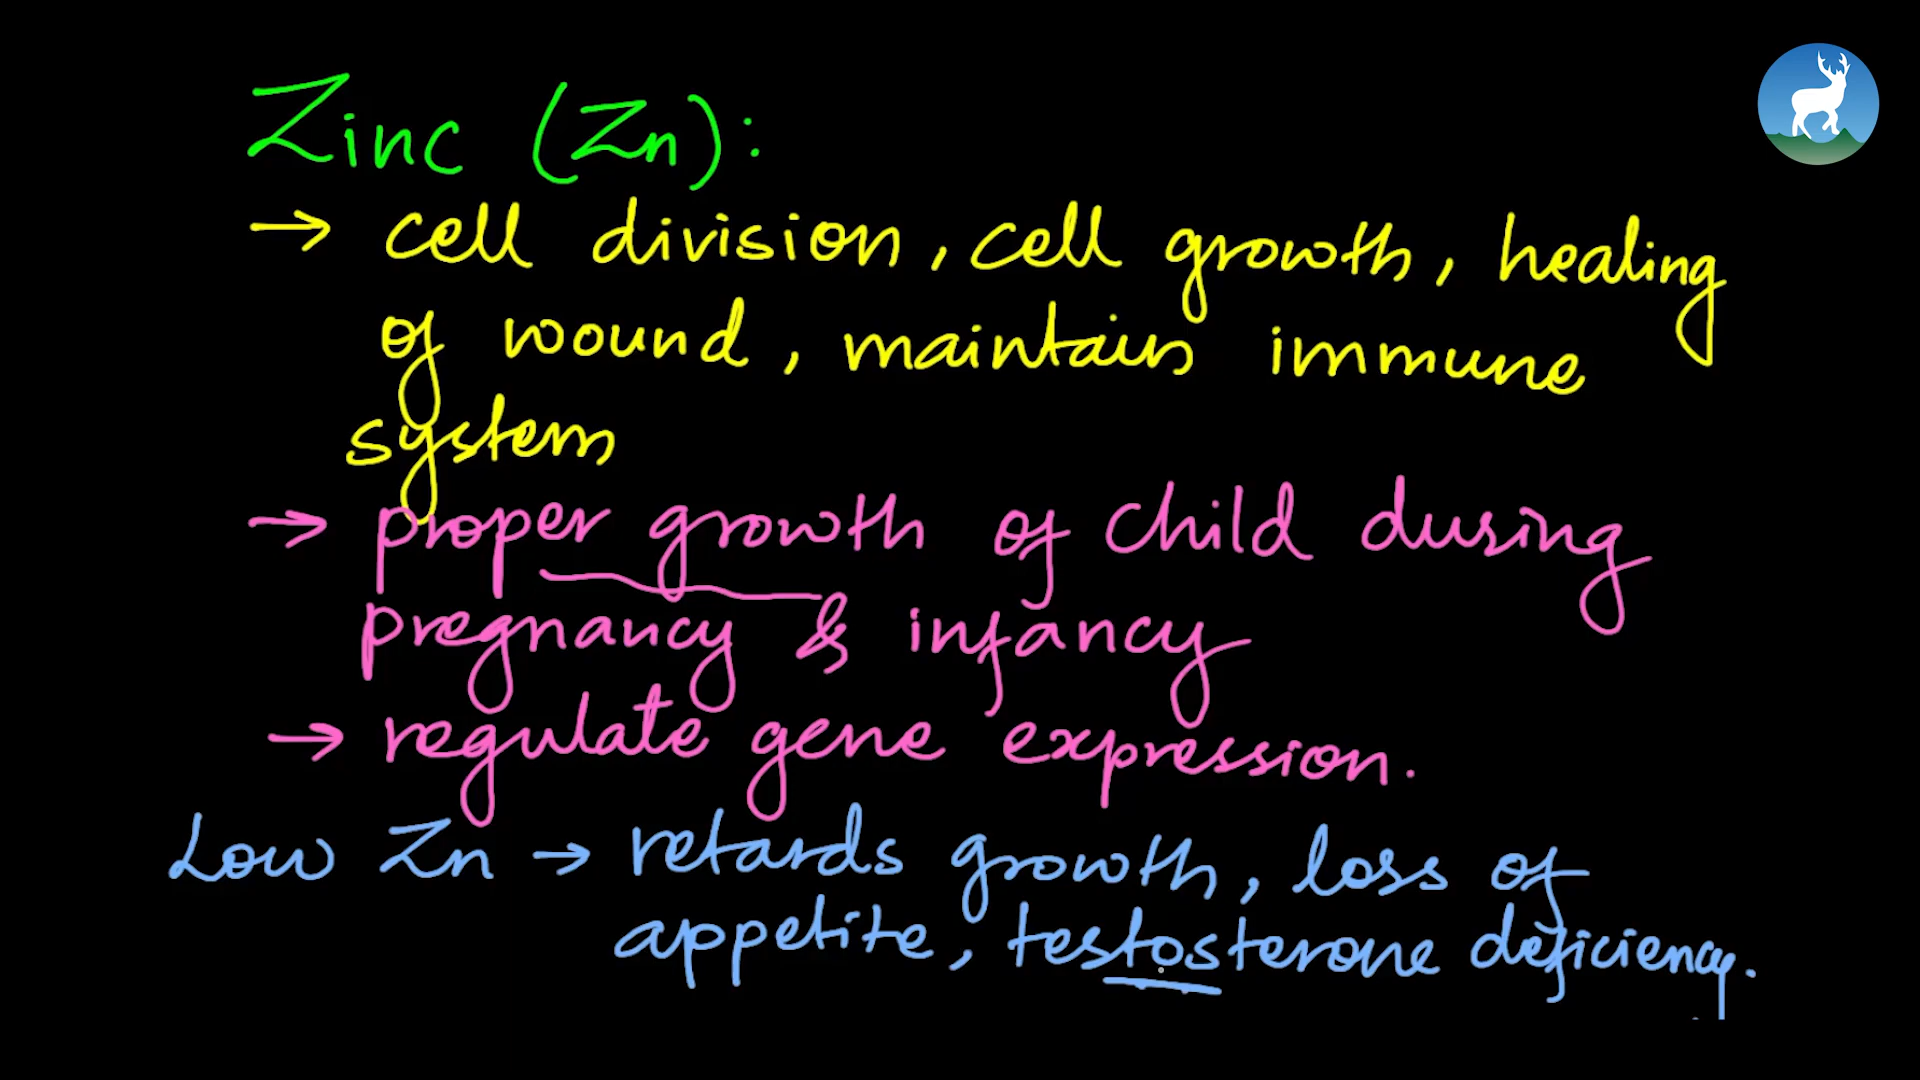 Zinc (Zn):
→ cell division, cell growth, healing
of wound, maintain immune
system
→ proper growth of child during
pregnancy & infancy
→ regulate gene expression.
Low Zn → retards growth, loss of
appetite, testosterone deficiency.